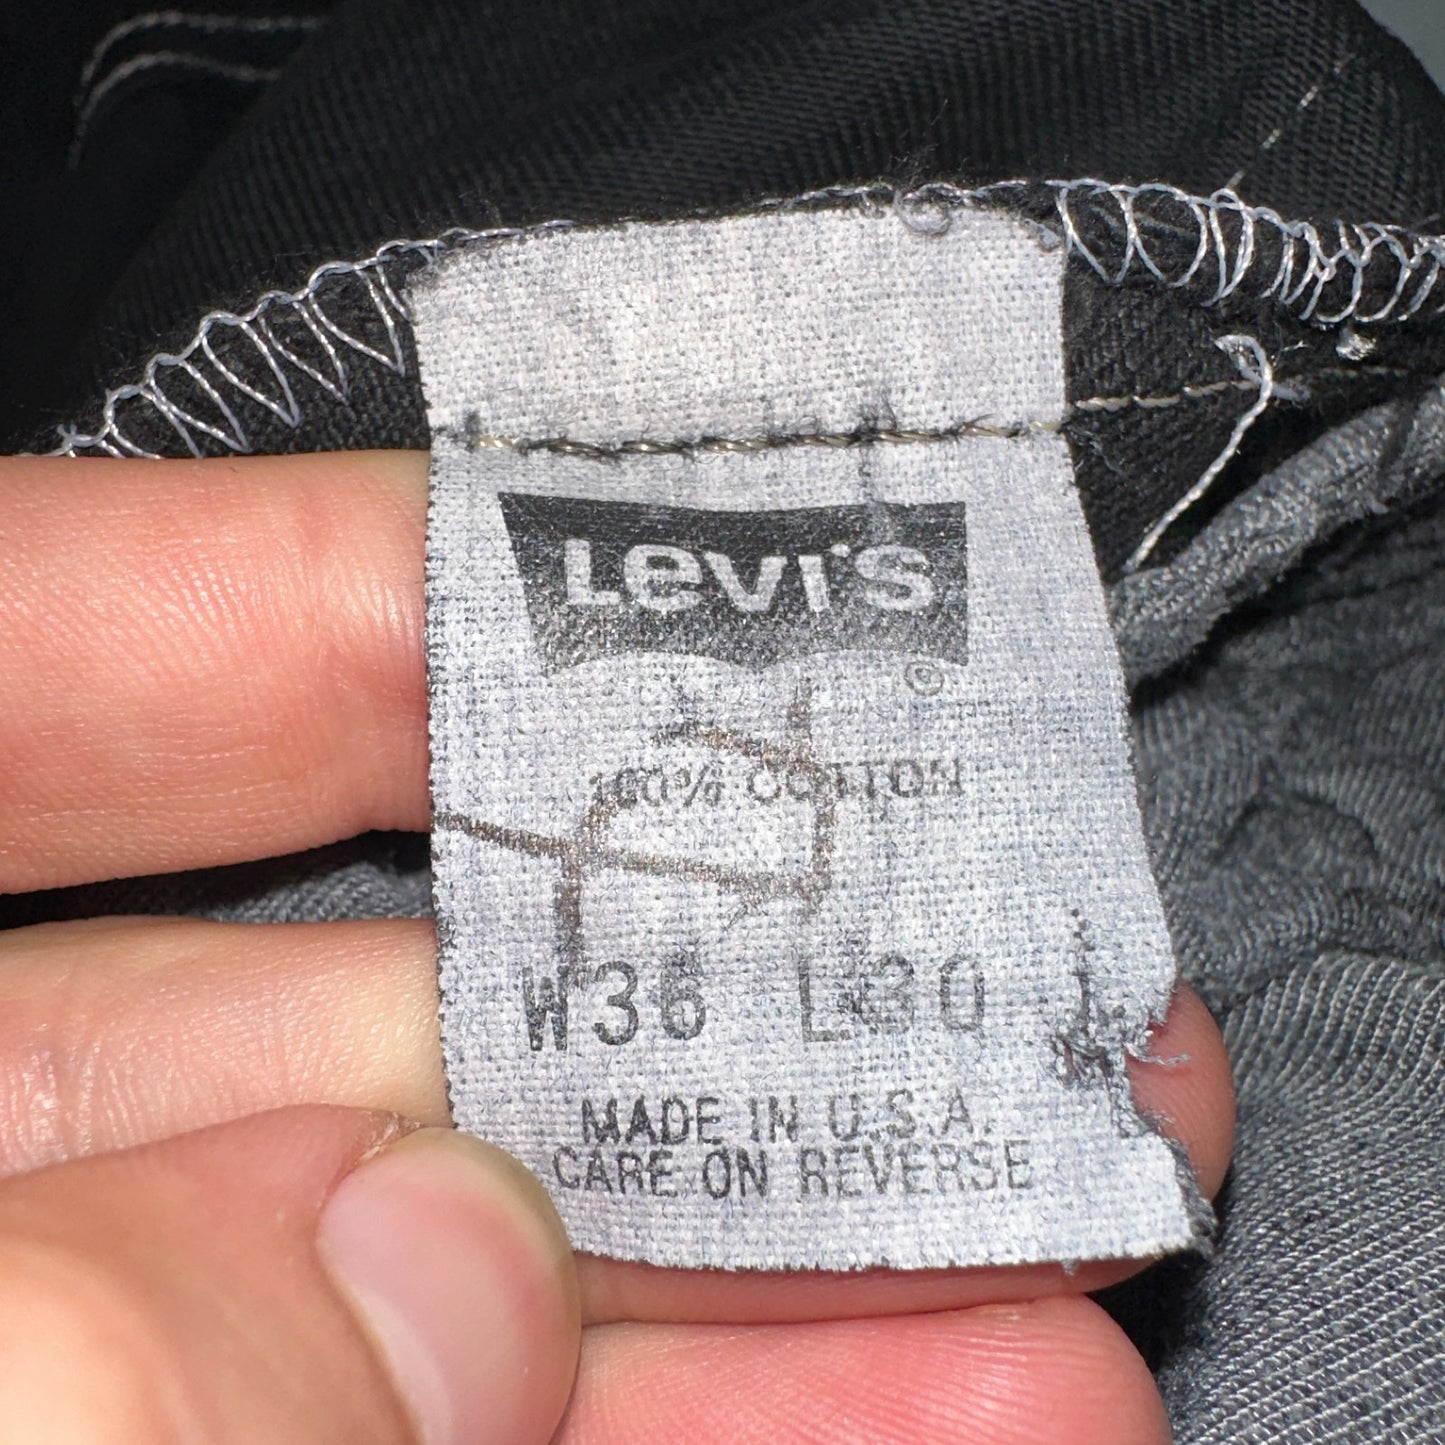 Levi's
®
100% COTTON
W36 L30
MADE IN U.S.A.
CARE ON REVERSE